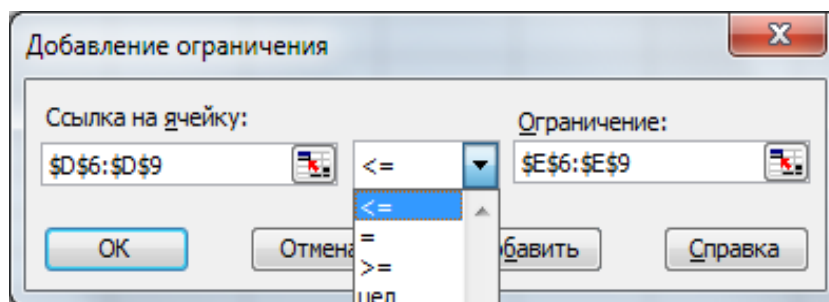 Добавление ограничения
Ссылка на ячейку:
Ограничение:
$D$6:$D$9
<=
$E$6:$E$9
<=
=
>=
цел
OK
Отмена
бавить
Справка